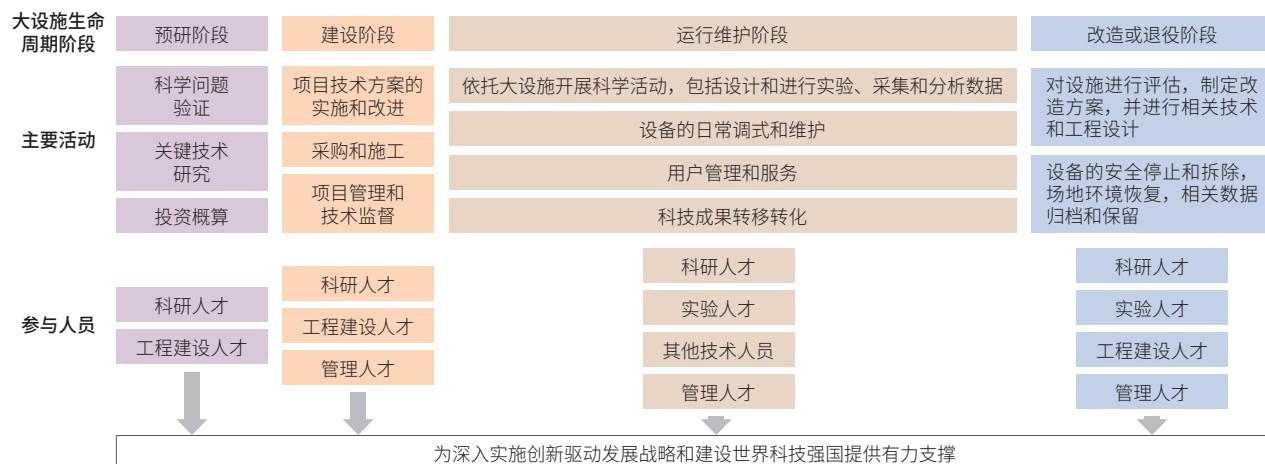 大设施生命
周期阶段
预研阶段
建设阶段
运行维护阶段
改造或退役阶段
主要活动
科学问题
验证
关键技术
研究
投资概算
项目技术方案的
实施和改进
采购和施工
项目管理和
技术监督
依托大设施开展科学活动，包括设计和进行实验、采集和分析数据
设备的日常调式和维护
用户管理和服务
科技成果转移转化
对设施进行评估，制定改
造方案，并进行相关技术
和工程设计
设备的安全停止和拆除，
场地环境恢复，相关数据
归档和保留
参与人员
科研人才
工程建设人才
科研人才
工程建设人才
管理人才
科研人才
实验人才
其他技术人员
管理人才
科研人才
实验人才
工程建设人才
管理人才
为深入实施创新驱动发展战略和建设世界科技强国提供有力支撑